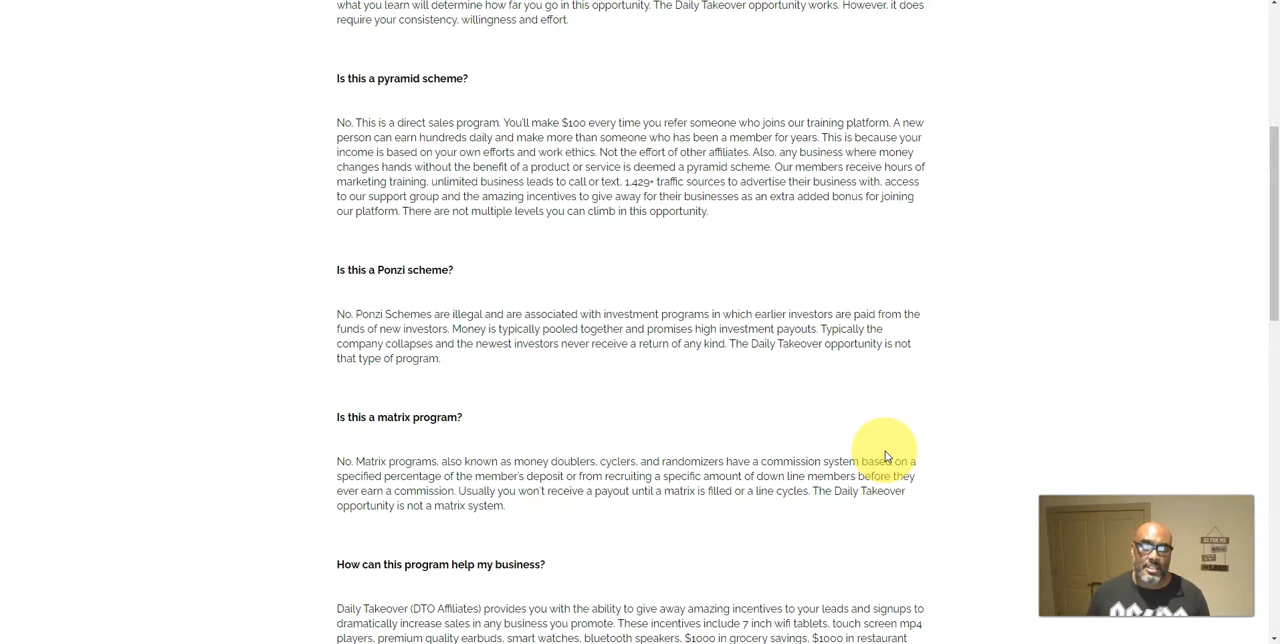 what you learn will determine how far you go in this opportunity. The Daily Takeover opportunity works. However, it does
require your consistency, willingness and effort.
Is this a pyramid scheme?
No. This is a direct sales program. You'll make $100 every time you refer someone who joins our training platform. A new
person can earn hundreds daily and make more than someone who has been a member for years. This is because your
income is based on your own efforts and work ethics. Not the effort of other affiliates. Also, any business where money
changes hands without the benefit of a product or service is deemed a pyramid scheme. Our members receive hours of
marketing training, unlimited business leads to call or text, 1,429+ traffic sources to advertise their business with, access
to our support group and the amazing incentives to give away for their businesses as an extra added bonus for joining
our platform. There are not multiple levels you can climb in this opportunity.
Is this a Ponzi scheme?
No. Ponzi Schemes are illegal and are associated with investment programs in which earlier investors are paid from the
funds of new investors. Money is typically pooled together and promises high investment payouts. Typically the
company collapses and the newest investors never receive a return of any kind. The Daily Takeover opportunity is not
that type of program.
Is this a matrix program?
No. Matrix programs, also known as money doublers, cyclers, and randomizers have a commission system based on a
specified percentage of the member's deposit or from recruiting a specific amount of down line members before they
ever earn a commission. Usually you won't receive a payout until a matrix is filled or a line cycles. The Daily Takeover
opportunity is not a matrix system.
How can this program help my business?
Daily Takeover (DTO Affiliates) provides you with the ability to give away amazing incentives to your leads and signups to
dramatically increase sales in any business you promote. These incentives include 7 inch wifi tablets, touch screen mp4
players, premium quality earbuds, smart watches, bluetooth speakers, $1000 in grocery savings, $1000 in restaurant
AS FOR ME